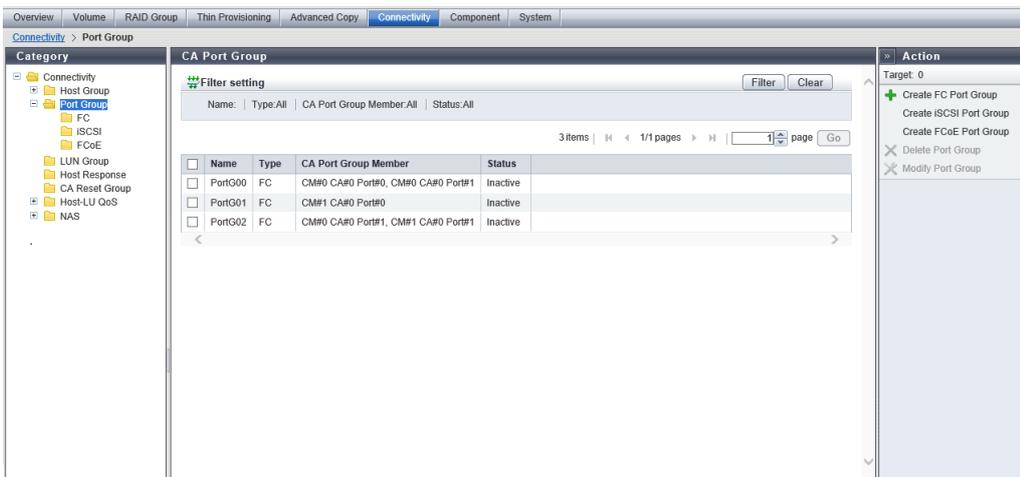 Overview Volume RAID Group Thin Provisioning Advanced Copy Connectivity Component System
Connectivity > Port Group
Category
Connectivity
Host Group
Port Group
FC
iSCSI
FCoE
LUN Group
Host Response
CA Reset Group
Host-LU QoS
NAS
CA Port Group
Filter setting Filter Clear
Name: Type:All CA Port Group Member:All Status:All
3 items 1/1 pages 1 page Go
Name Type CA Port Group Member Status
PortG00 FC CM#0 CA#0 Port#0, CM#0 CA#0 Port#1 Inactive
PortG01 FC CM#1 CA#0 Port#0 Inactive
PortG02 FC CM#0 CA#0 Port#1, CM#1 CA#0 Port#1 Inactive
» Action
Target: 0
Create FC Port Group
Create iSCSI Port Group
Create FCoE Port Group
Delete Port Group
Modify Port Group